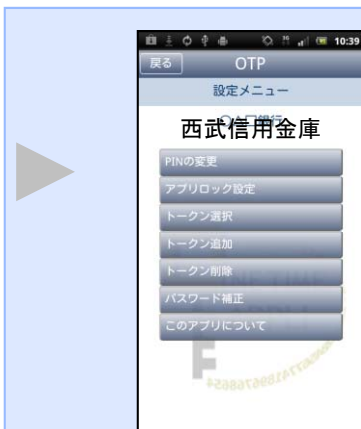 10:39
戻る OTP
設定メニュー
西武信用金庫
PINの変更
アプリロック設定
トークン選択
トークン追加
トークン削除
パスワード補正
このアプリについて